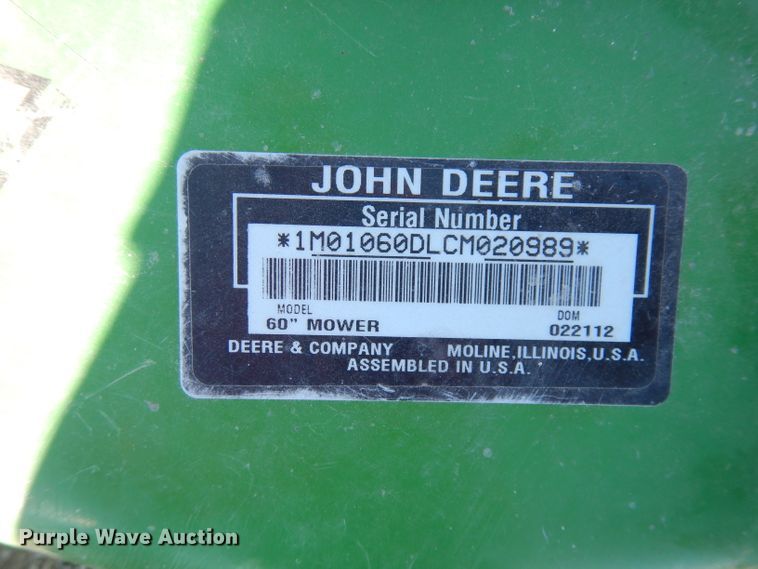 JOHN DEERE
Serial Number
*1M01060DLCM020989*
MODEL DOM
60" MOWER 022112
DEERE & COMPANY MOLINE, ILLINOIS, U.S.A.
ASSEMBLED IN U.S.A.
Purple Wave Auction